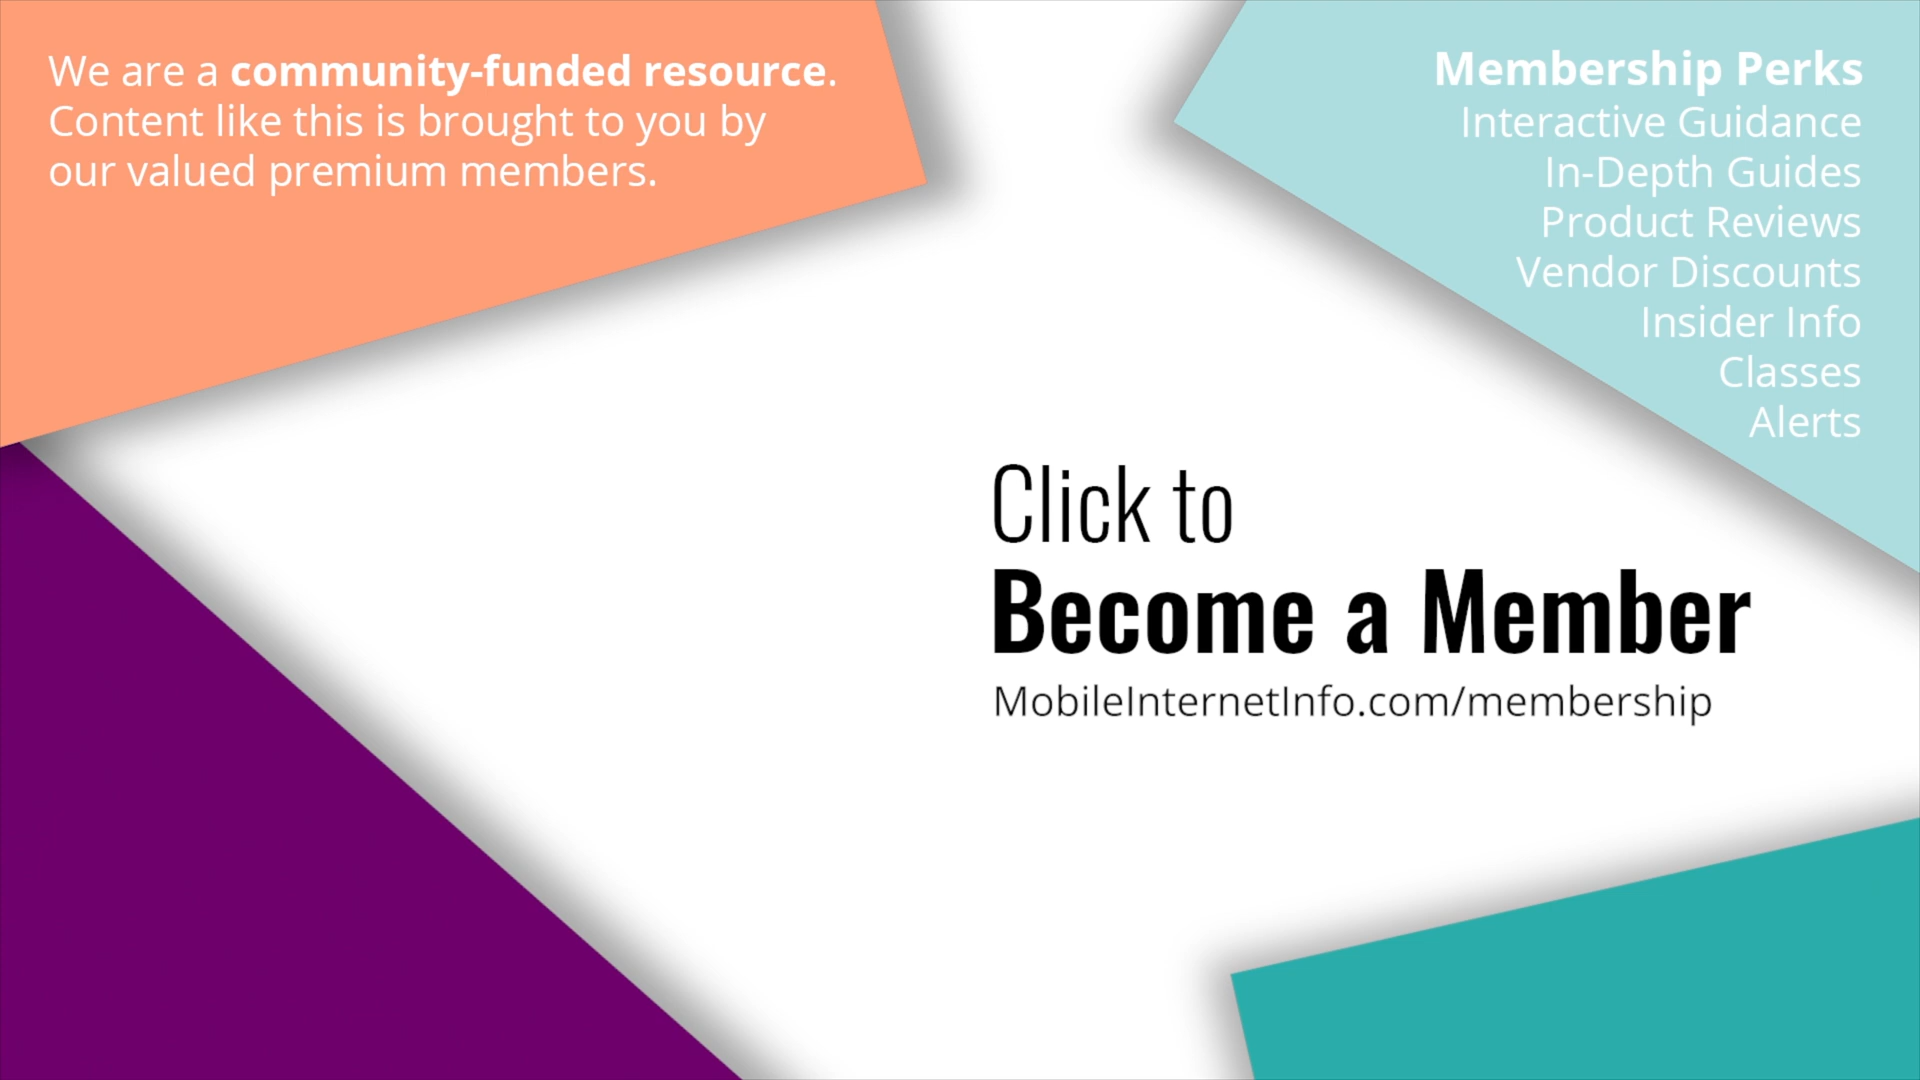 We are a community-funded resource.
Content like this is brought to you by
our valued premium members.
Membership Perks
Interactive Guidance
In-Depth Guides
Product Reviews
Vendor Discounts
Insider Info
Classes
Alerts
Click to
Become a Member
MobileInternetInfo.com/membership